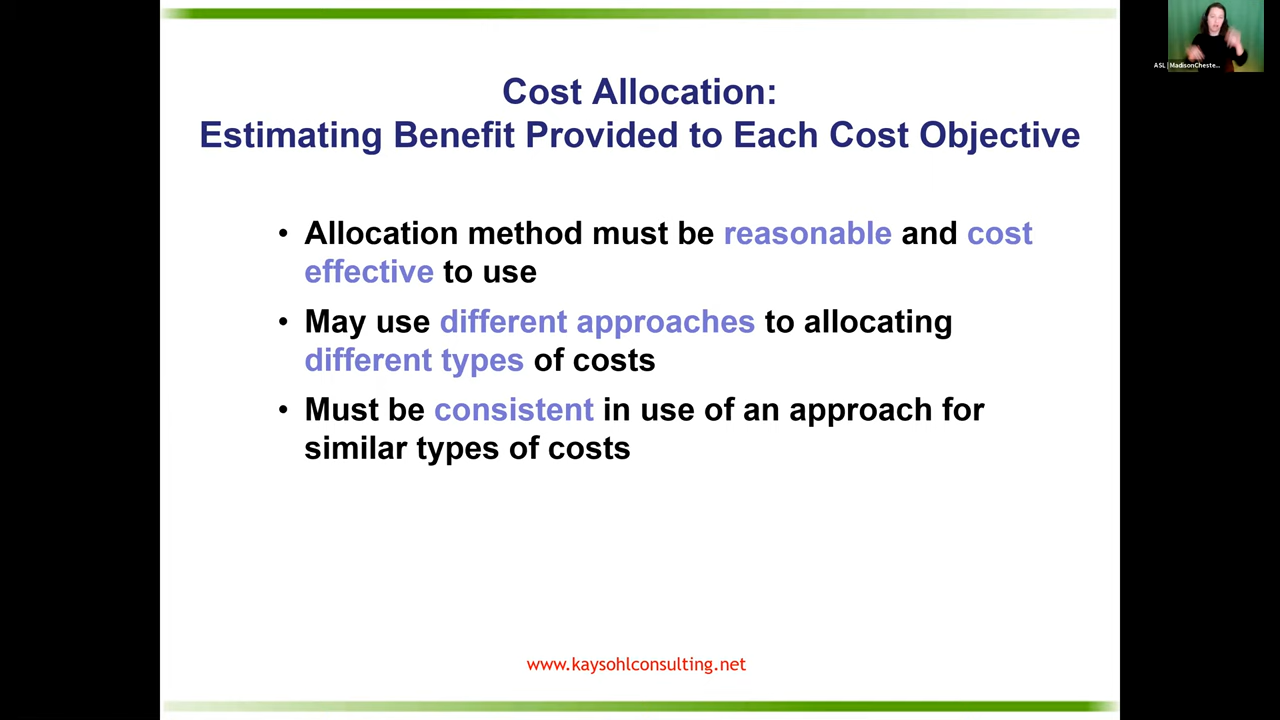 Cost Allocation:
Estimating Benefit Provided to Each Cost Objective
• Allocation method must be reasonable and cost
effective to use
• May use different approaches to allocating
different types of costs
• Must be consistent in use of an approach for
similar types of costs
www.kaysohlconsulting.net
ASL | MadisonCheste...